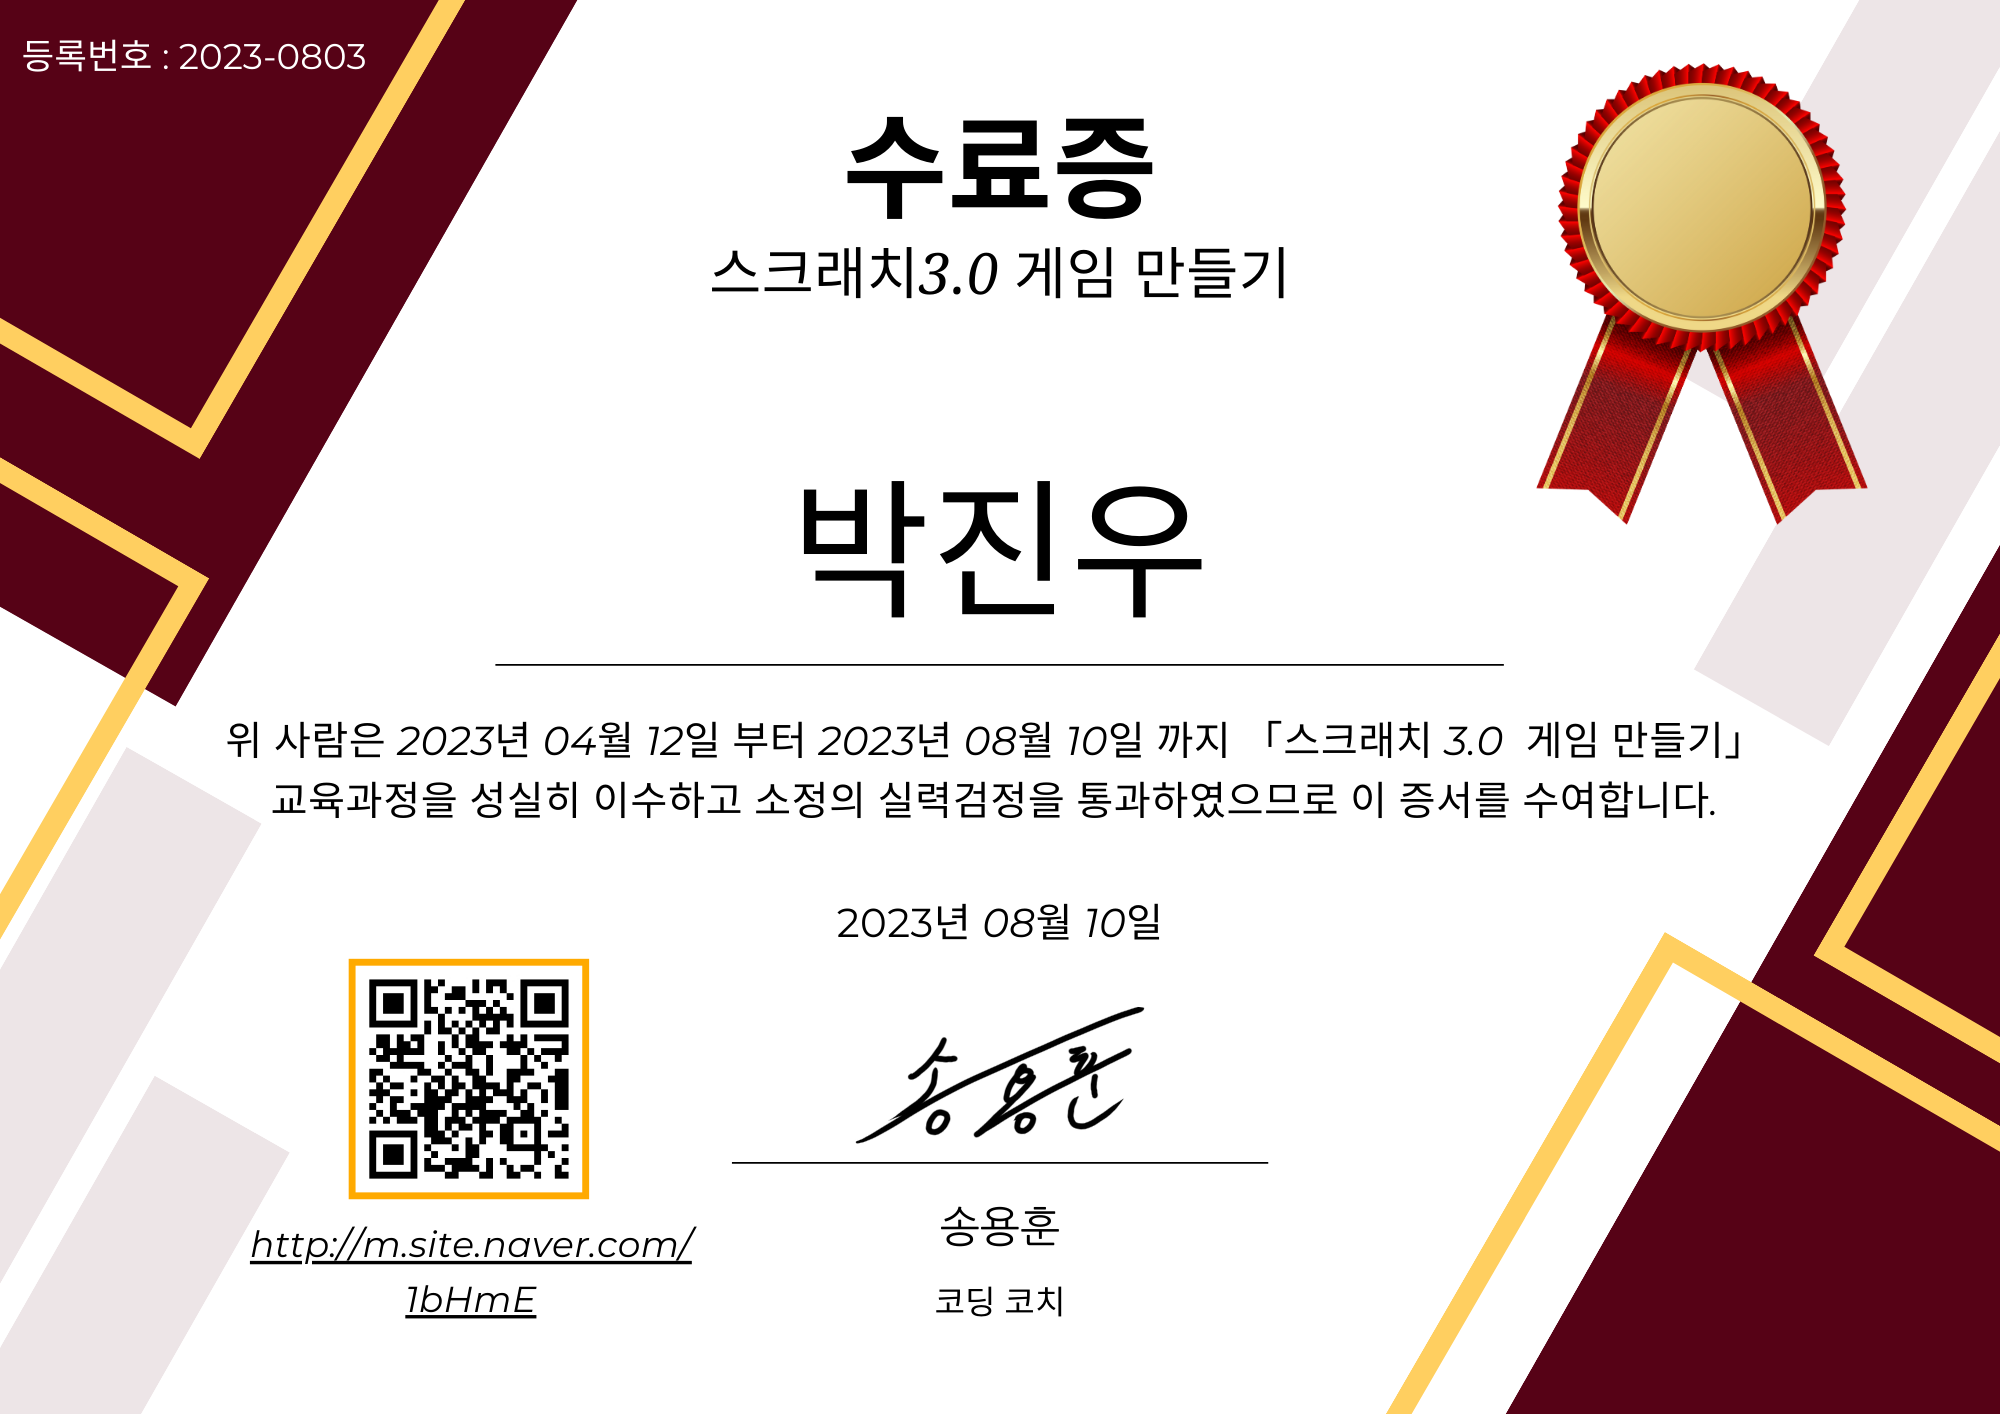 등록번호 : 2023-0803
수료증
스크래치3.0 게임 만들기
박진우
위 사람은 2023년 04월 12일 부터 2023년 08월 10일 까지 「스크래치 3.0 게임 만들기」
교육과정을 성실히 이수하고 소정의 실력검정을 통과하였으므로 이 증서를 수여합니다.
2023년 08월 10일
송용훈
http://m.site.naver.com/
1bHmE
송용훈
코딩 코치